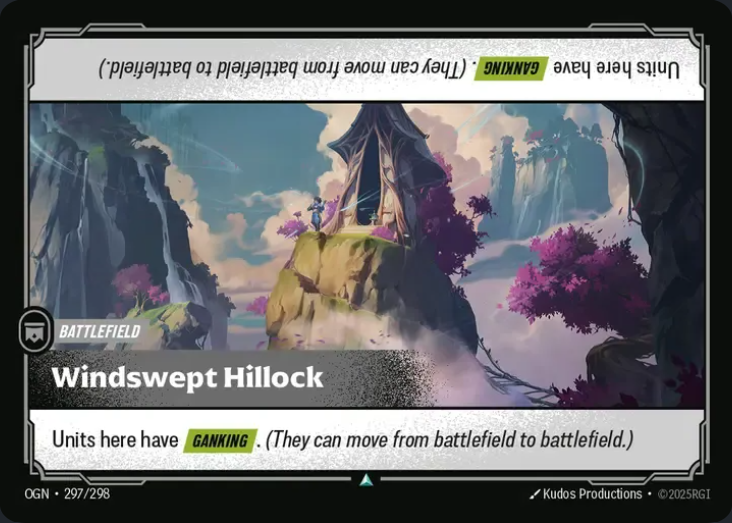 Units here have GANKING. (They can move from battlefield to battlefield.)
BATTLEFIELD
Windswept Hillock
Units here have GANKING. (They can move from battlefield to battlefield.)
OGN • 297/298
Kudos Productions • ©2025RGI